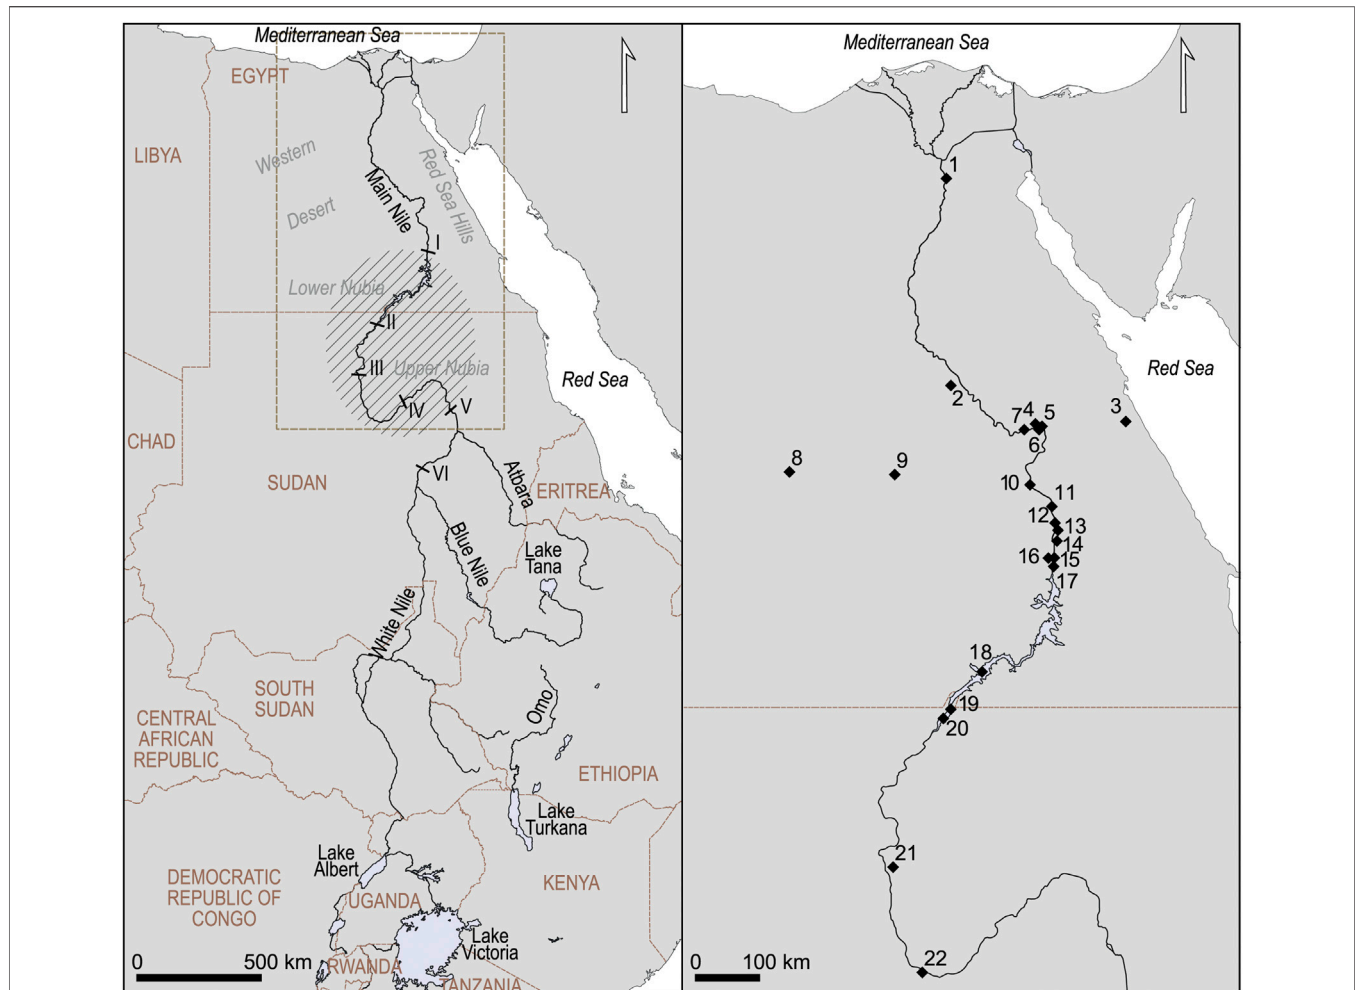 Mediterranean Sea
EGYPT
LIBYA
Western
Desert
Main Nile
Red Sea Hills
I
Lower Nubia
II
III
Upper Nubia
IV
V
Red Sea
CHAD
SUDAN
VI
Atbara
ERITREA
Blue Nile
Lake
Tana
White Nile
SOUTH
SUDAN
Omo
CENTRAL
AFRICAN
REPUBLIC
ETHIOPIA
Lake
Turkana
Lake
Albert
DEMOCRATIC
REPUBLIC OF
CONGO
UGANDA
KENYA
Lake
Victoria
RWANDA
TANZANIA
0
500 km
Mediterranean Sea
1
Red Sea
2
3
4
5
7
6
8
9
10
11
12
13
14
16
15
17
18
19
20
21
22
0
100 km